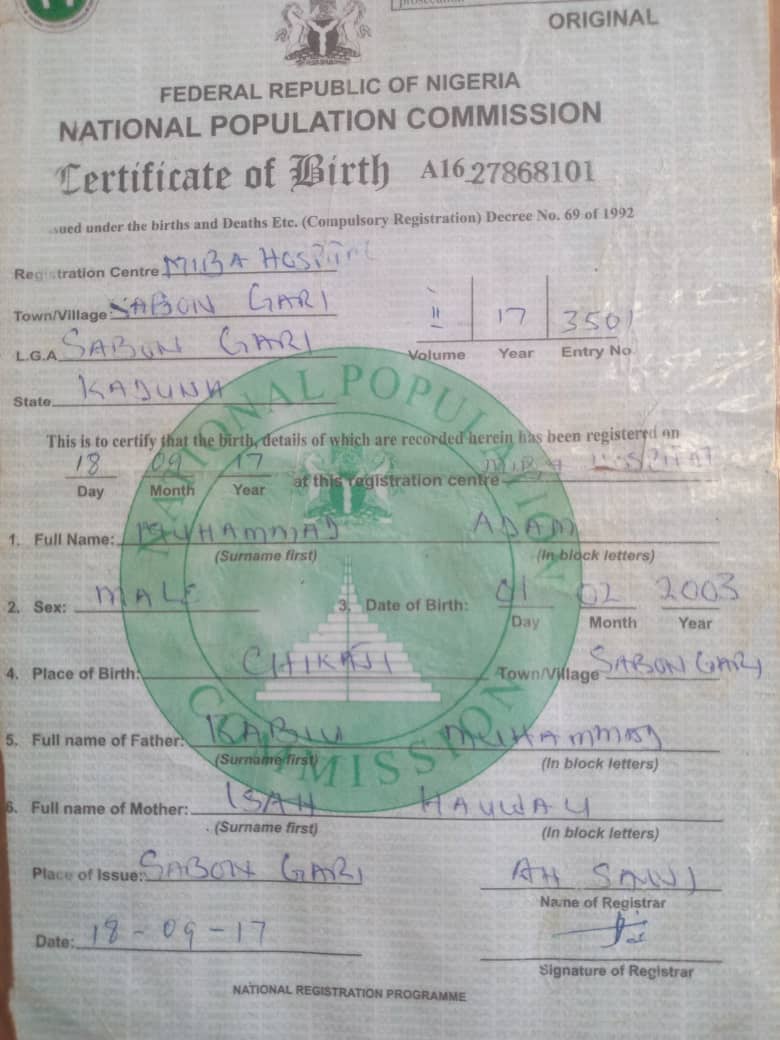 ORIGINAL
FEDERAL REPUBLIC OF NIGERIA
NATIONAL POPULATION COMMISSION
Certificate of Birth A16 27868101
sued under the births and Deaths Etc. (Compulsory Registration) Decree No. 69 of 1992
Registration Centre MIBA HOSPITAL
Town/Village SABON GARI
L.G.A SABON GARI
II 17 3501
Volume Year Entry No
State KADUNA
This is to certify that the birth, details of which are recorded herein has been registered on
18 09 17 at this registration centre MIBA HOSPITAL
Day Month Year
1. Full Name: MUHAMMAD ADAM
(Surname first) (In block letters)
2. Sex: MALE 3, Date of Birth: 01 02 2003
Day Month Year
4. Place of Birth: CHIKAJI Town/Village SABON GARI
5. Full name of Father: KABIU MUHAMMAD
(Surname first) (In block letters)
6. Full name of Mother: ISAH HAUWAU
(Surname first) (In block letters)
Place of Issue: SABON GARI AH SANI
Name of Registrar
Date: 18-09-17
Signature of Registrar
NATIONAL REGISTRATION PROGRAMME
NATIONAL POPULATION COMMISSION